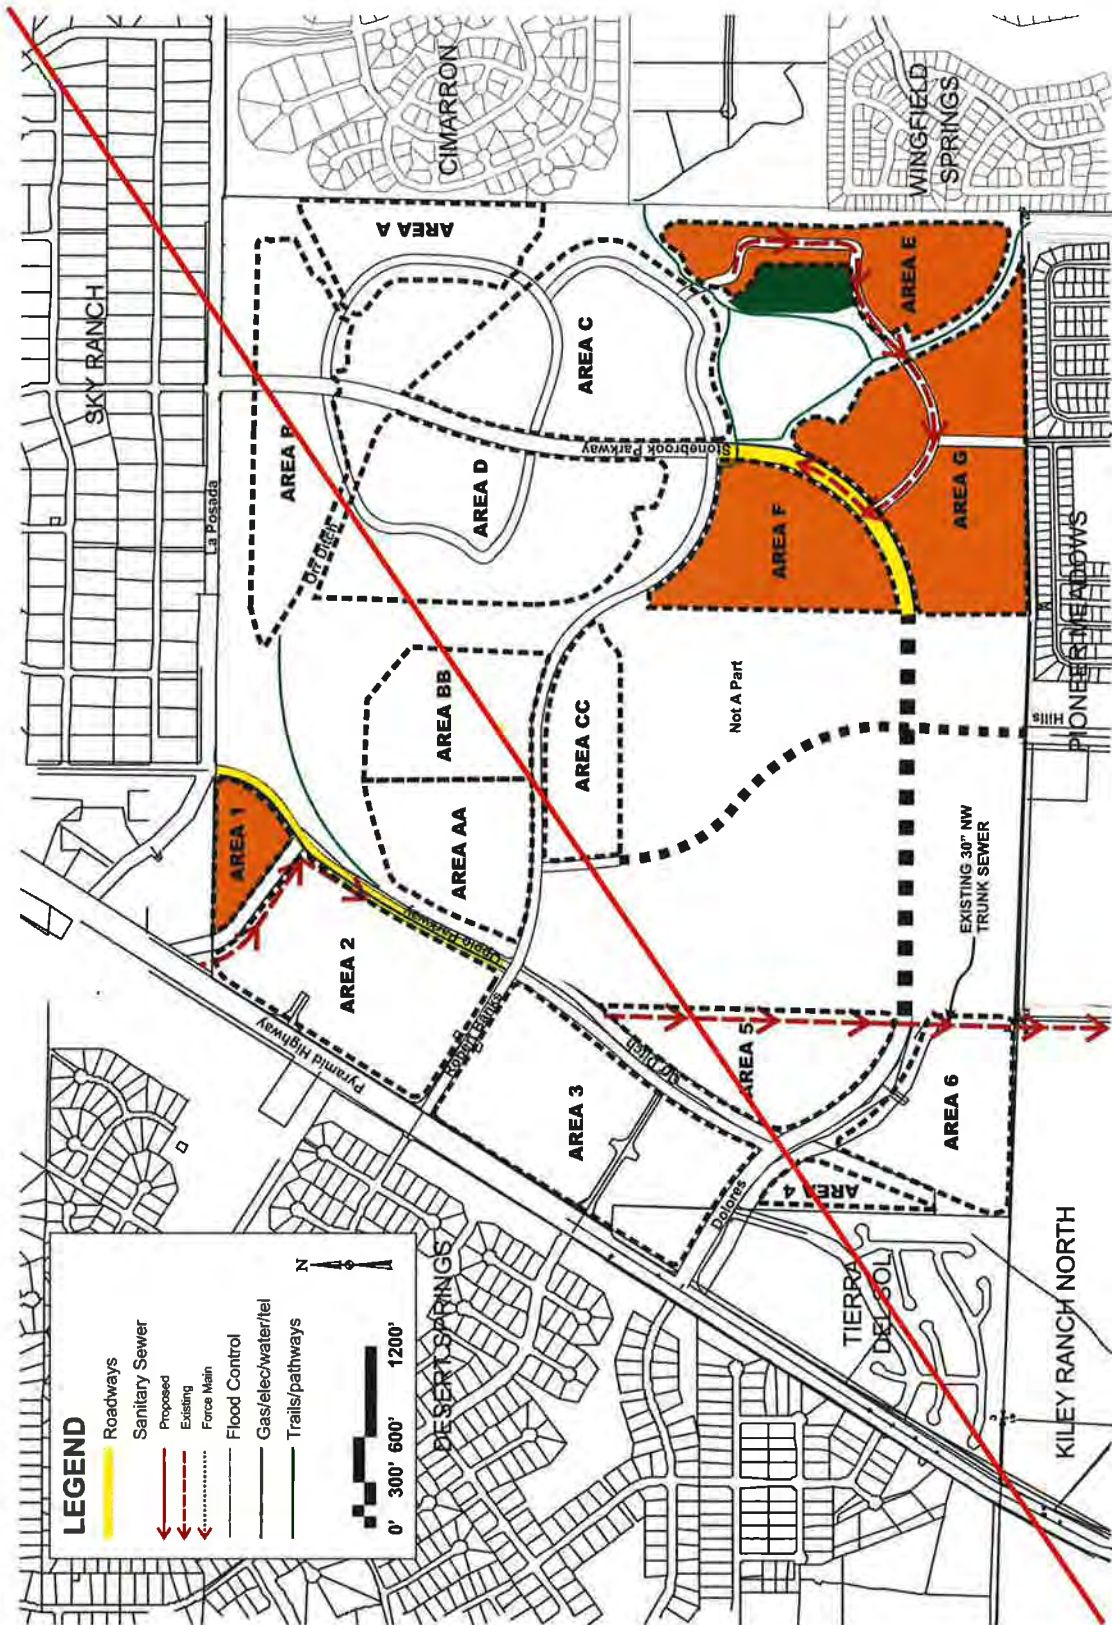 LEGEND
Roadways
Sanitary Sewer
Proposed
Existing
Force Main
Flood Control
Gas/elec/water/tel
Trails/pathways
N
0' 300' 600' 1200'
SKY RANCH
CIMARRON
WINGFIELD
SPRINGS
La Posada
AREA A
AREA B
Orr Ditch
AREA C
AREA D
Stonebrook Parkway
AREA E
AREA F
AREA G
AREA BB
AREA AA
AREA CC
Not A Part
PIONEER MEADOWS
Hills
AREA 1
AREA 2
Pyramid Highway
Robert Banks
AREA 3
Orr Ditch
AREA 5
EXISTING 30" NW
TRUNK SEWER
AREA 6
AREA 4
Dolores
DESERT SPRINGS
TIERRA
DEL SOL
KILEY RANCH NORTH